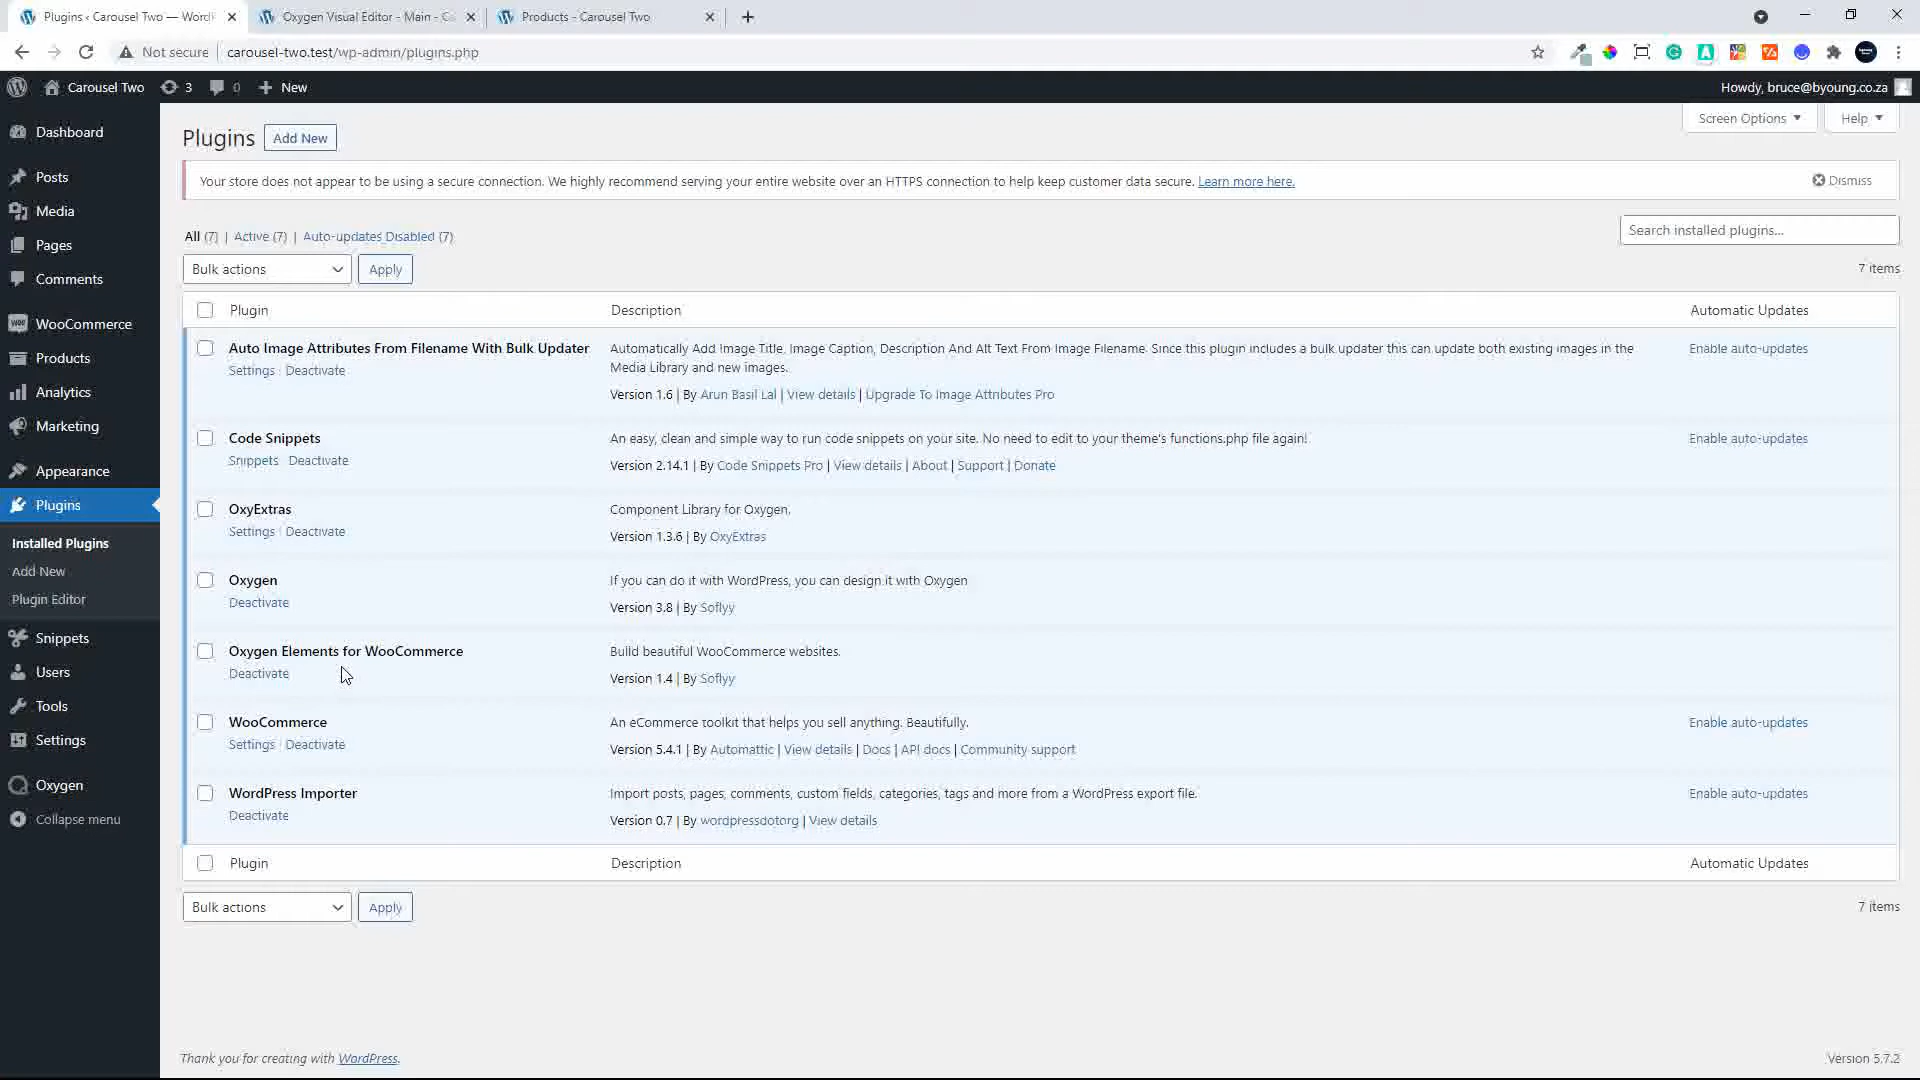 Plugins ‹ Carousel Two — Word
Oxygen Visual Editor - Main - C
Products - Carousel Two
Not secure
carousel-two.test/wp-admin/plugins.php
Carousel Two
3
0
New
Howdy, bruce@byoung.co.za
Dashboard
Posts
Media
Pages
Comments
WooCommerce
Products
Analytics
Marketing
Appearance
Plugins
Installed Plugins
Add New
Plugin Editor
Snippets
Users
Tools
Settings
Oxygen
Collapse menu
Screen Options
Help
Plugins
Add New
Your store does not appear to be using a secure connection. We highly recommend serving your entire website over an HTTPS connection to help keep customer data secure. Learn more here.
Dismiss
All (7) | Active (7) | Auto-updates Disabled (7)
Search installed plugins...
Bulk actions
Apply
7 items
Plugin Description Automatic Updates
Auto Image Attributes From Filename With Bulk Updater
Settings | Deactivate
Automatically Add Image Title, Image Caption, Description And Alt Text From Image Filename. Since this plugin includes a bulk updater this can update both existing images in the
Media Library and new images.
Version 1.6 | By Arun Basil Lal | View details | Upgrade To Image Attributes Pro
Enable auto-updates
Code Snippets
Snippets Deactivate
An easy, clean and simple way to run code snippets on your site. No need to edit to your theme's functions.php file again!
Version 2.14.1 | By Code Snippets Pro | View details | About | Support | Donate
Enable auto-updates
OxyExtras
Settings | Deactivate
Component Library for Oxygen.
Version 1.3.6 | By OxyExtras
Oxygen
Deactivate
If you can do it with WordPress, you can design it with Oxygen
Version 3.8 | By Soflyy
Oxygen Elements for WooCommerce
Deactivate
Build beautiful WooCommerce websites.
Version 1.4 | By Soflyy
WooCommerce
Settings | Deactivate
An eCommerce toolkit that helps you sell anything. Beautifully.
Version 5.4.1 | By Automattic | View details | Docs | API docs | Community support
Enable auto-updates
WordPress Importer
Deactivate
Import posts, pages, comments, custom fields, categories, tags and more from a WordPress export file.
Version 0.7 | By wordpressdotorg | View details
Enable auto-updates
Plugin Description Automatic Updates
Bulk actions
Apply
7 items
Thank you for creating with WordPress.
Version 5.7.2